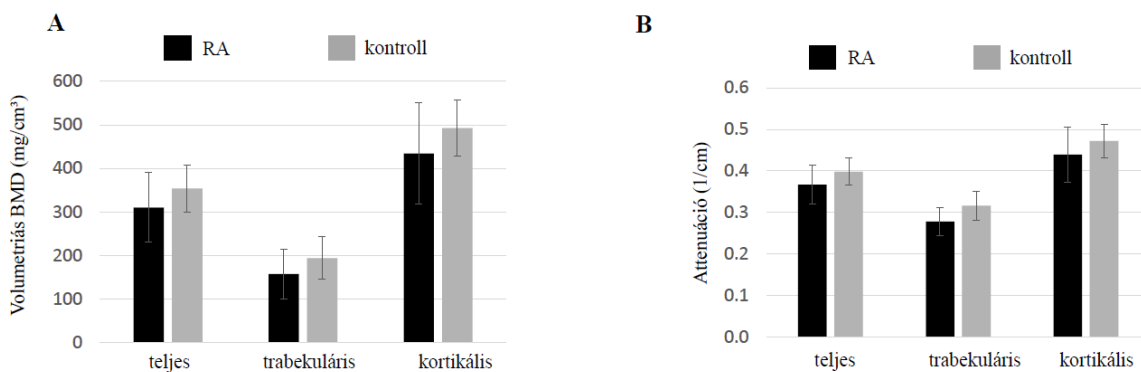 A
RA kontroll
Volumetriás BMD (mg/cm³)
600
500
400
300
200
100
0
teljes trabekuláris kortikális
B
RA kontroll
Attenuáció (1/cm)
0.6
0.5
0.4
0.3
0.2
0.1
0.0
teljes trabekuláris kortikális